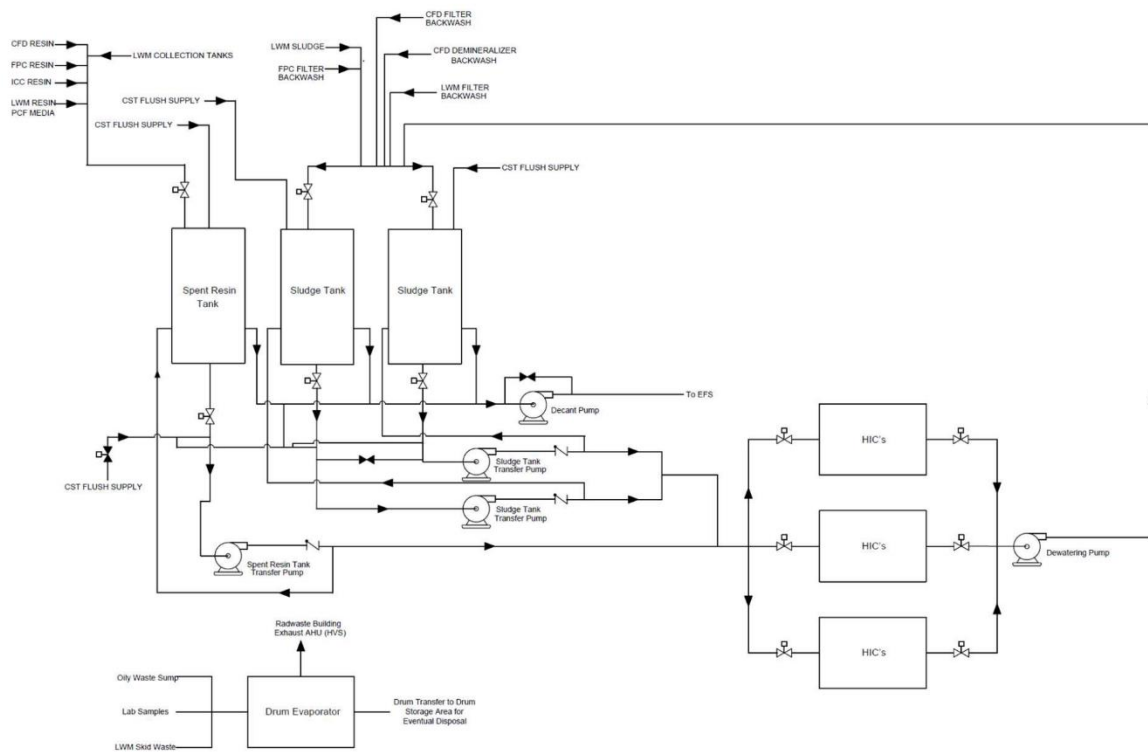 CFD FILTER
BACKWASH
CFD RESIN
LWM COLLECTION TANKS
LWM SLUDGE
CFD DEMINERALIZER
BACKWASH
FPC RESIN
FPC FILTER
BACKWASH
ICC RESIN
LWM FILTER
BACKWASH
LWM RESIN
PCF MEDIA
CST FLUSH SUPPLY
CST FLUSH SUPPLY
CST FLUSH SUPPLY
Spent Resin
Tank
Sludge Tank
Sludge Tank
To EFS
Decant Pump
HIC's
Sludge Tank
Transfer Pump
CST FLUSH SUPPLY
Sludge Tank
Transfer Pump
HIC's
Dewatering Pump
Spent Resin Tank
Transfer Pump
Radwaste Building
Exhaust AHU (HVS)
HIC's
Oily Waste Sump
Lab Samples
Drum Evaporator
Drum Transfer to Drum
Storage Area for
Eventual Disposal
LWM Skid Waste